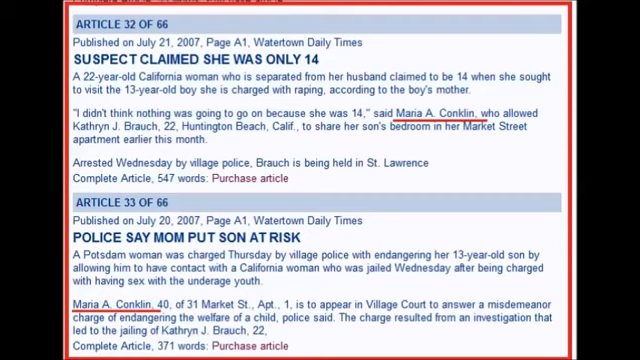 ARTICLE 32 OF 66
Published on July 21, 2007, Page A1, Watertown Daily Times
SUSPECT CLAIMED SHE WAS ONLY 14
A 22-year-old California woman who is separated from her husband claimed to be 14 when she sought
to visit the 13-year-old boy she is charged with raping, according to the boy's mother.
"I didn't think nothing was going to go on because she was 14," said Maria A. Conklin, who allowed
Kathryn J. Brauch, 22, Huntington Beach, Calif., to share her son's bedroom in her Market Street
apartment earlier this month.
Arrested Wednesday by village police, Brauch is being held in St. Lawrence
Complete Article, 547 words: Purchase article
ARTICLE 33 OF 66
Published on July 20, 2007, Page A1, Watertown Daily Times
POLICE SAY MOM PUT SON AT RISK
A Potsdam woman was charged Thursday by village police with endangering her 13-year-old son by
allowing him to have contact with a California woman who was jailed Wednesday after being charged
with having sex with the underage youth.
Maria A. Conklin, 40, of 31 Market St., Apt., 1, is to appear in Village Court to answer a misdemeanor
charge of endangering the welfare of a child, police said. The charge resulted from an investigation that
led to the jailing of Kathryn J. Brauch, 22,
Complete Article, 371 words: Purchase article